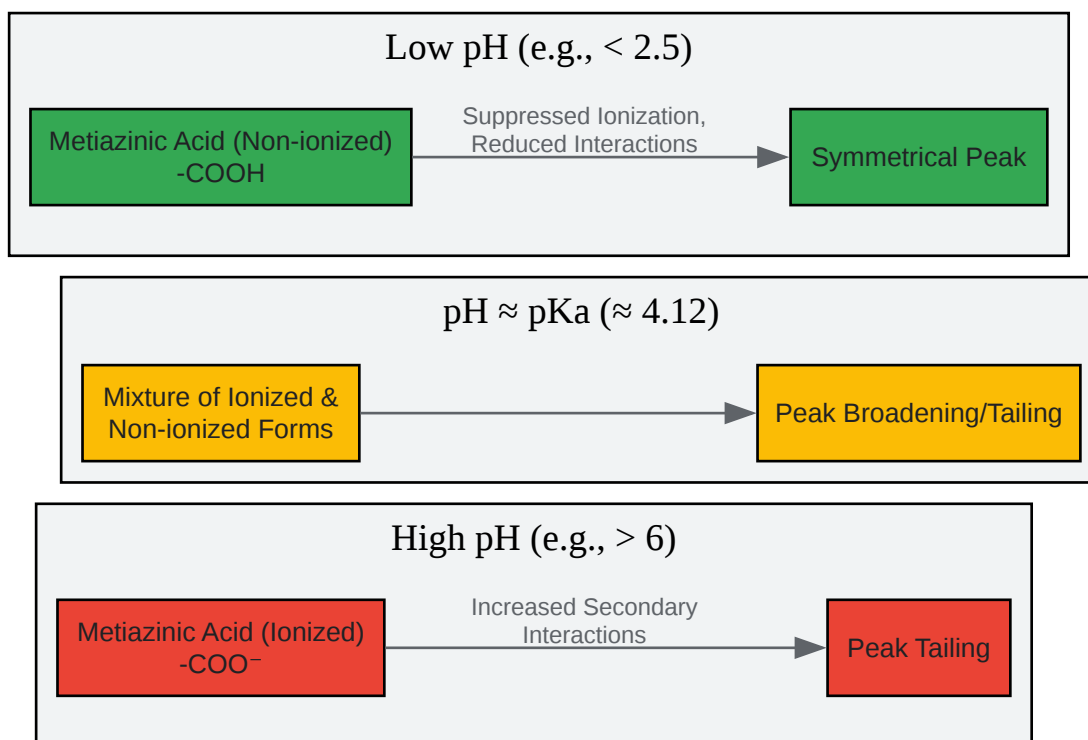 Low pH (e.g., < 2.5)
Suppressed Ionization,
Reduced Interactions
Metiazinic Acid (Non-ionized)
-COOH
Symmetrical Peak
pH ≈ pKa (≈ 4.12)
Mixture of Ionized &
Non-ionized Forms
Peak Broadening/Tailing
High pH (e.g., > 6)
Increased Secondary
Interactions
Metiazinic Acid (Ionized)
-COO⁻
Peak Tailing